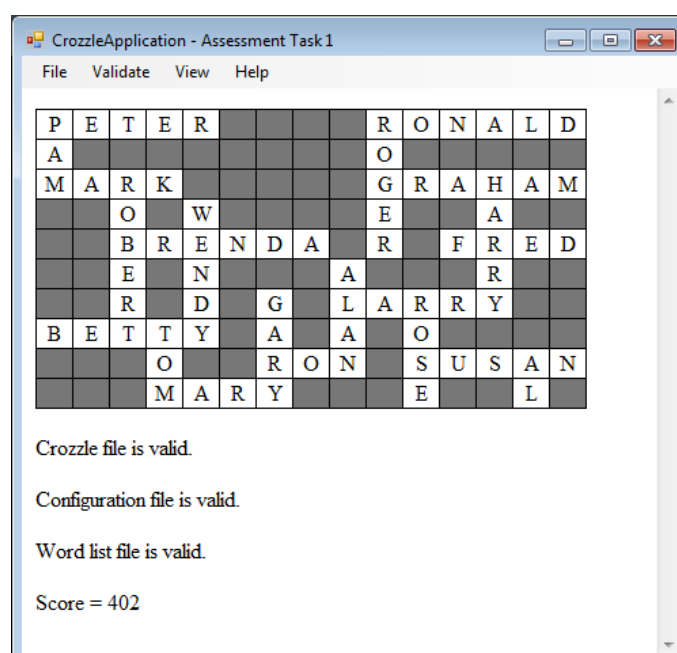 CrozzleApplication - Assessment Task 1
File Validate View Help
P E T E R R O N A L D
A O
M A R K G R A H A M
O W E A
B R E N D A R F R E D
E N A R
R D G L A R R Y
B E T T Y A A O
O R O N S U S A N
M A R Y E L
Crozzle file is valid.
Configuration file is valid.
Word list file is valid.
Score = 402